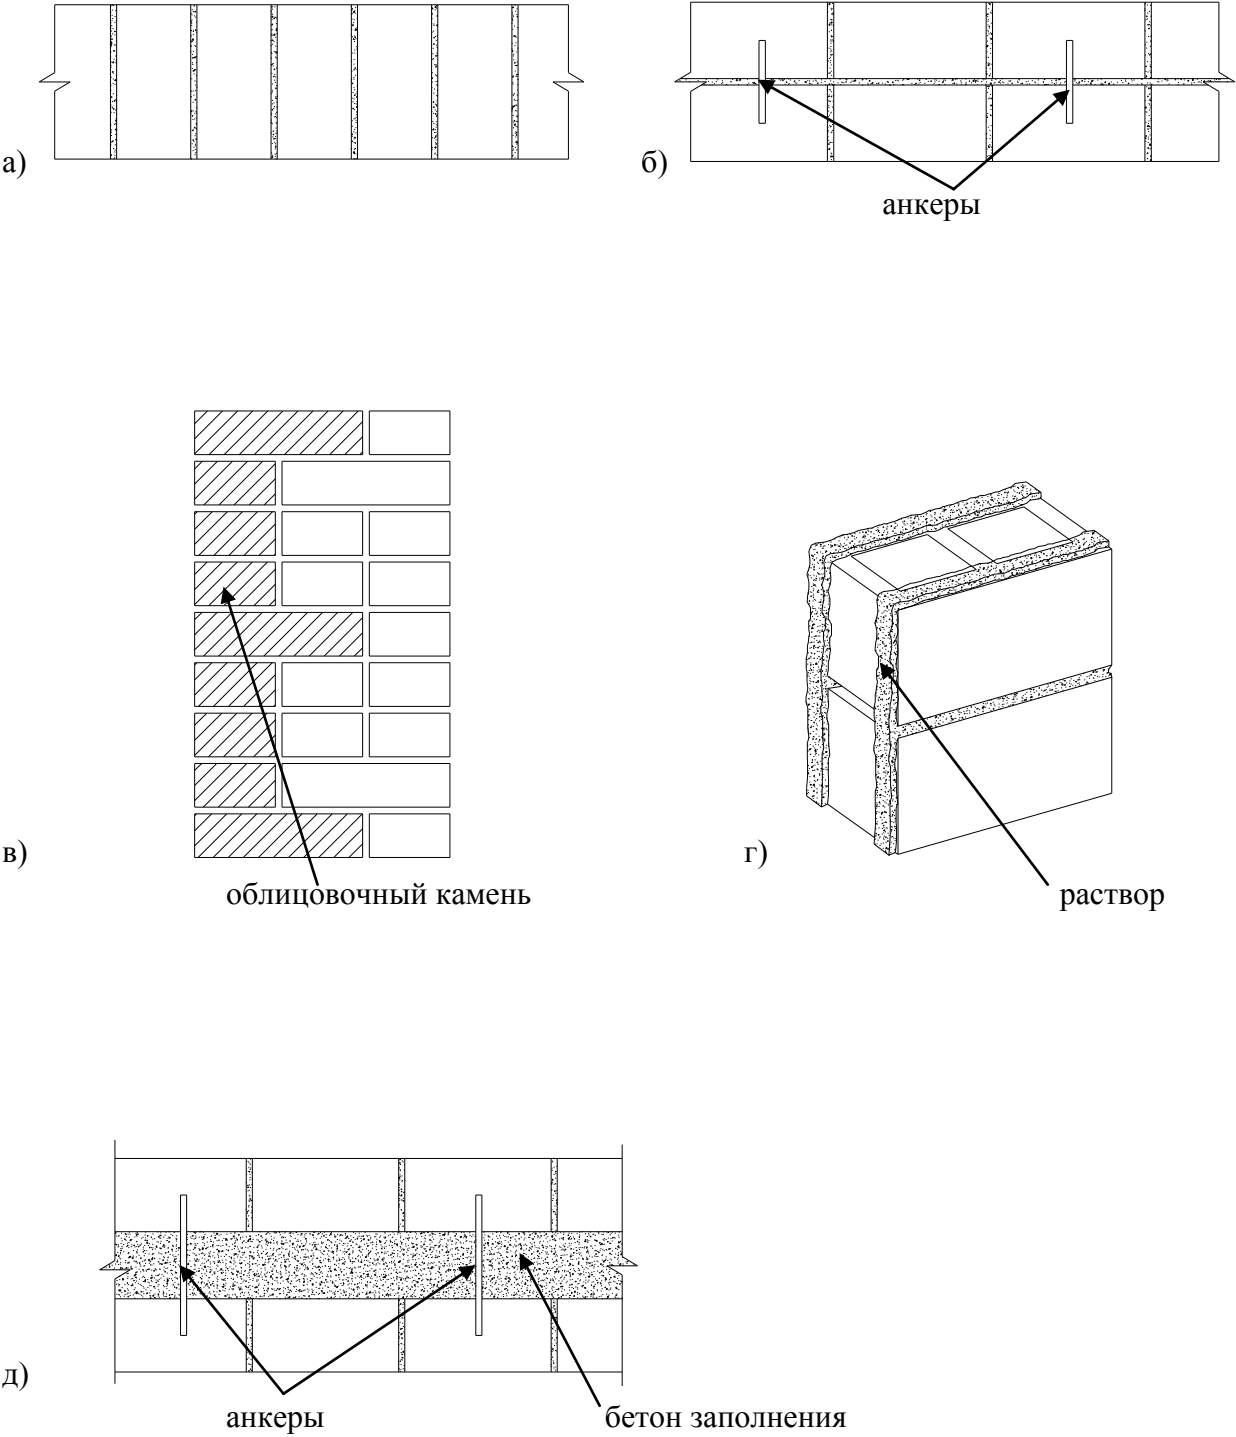 а)
б)
анкеры
в)
облицовочный камень
г)
раствор
д)
анкеры
бетон заполнения